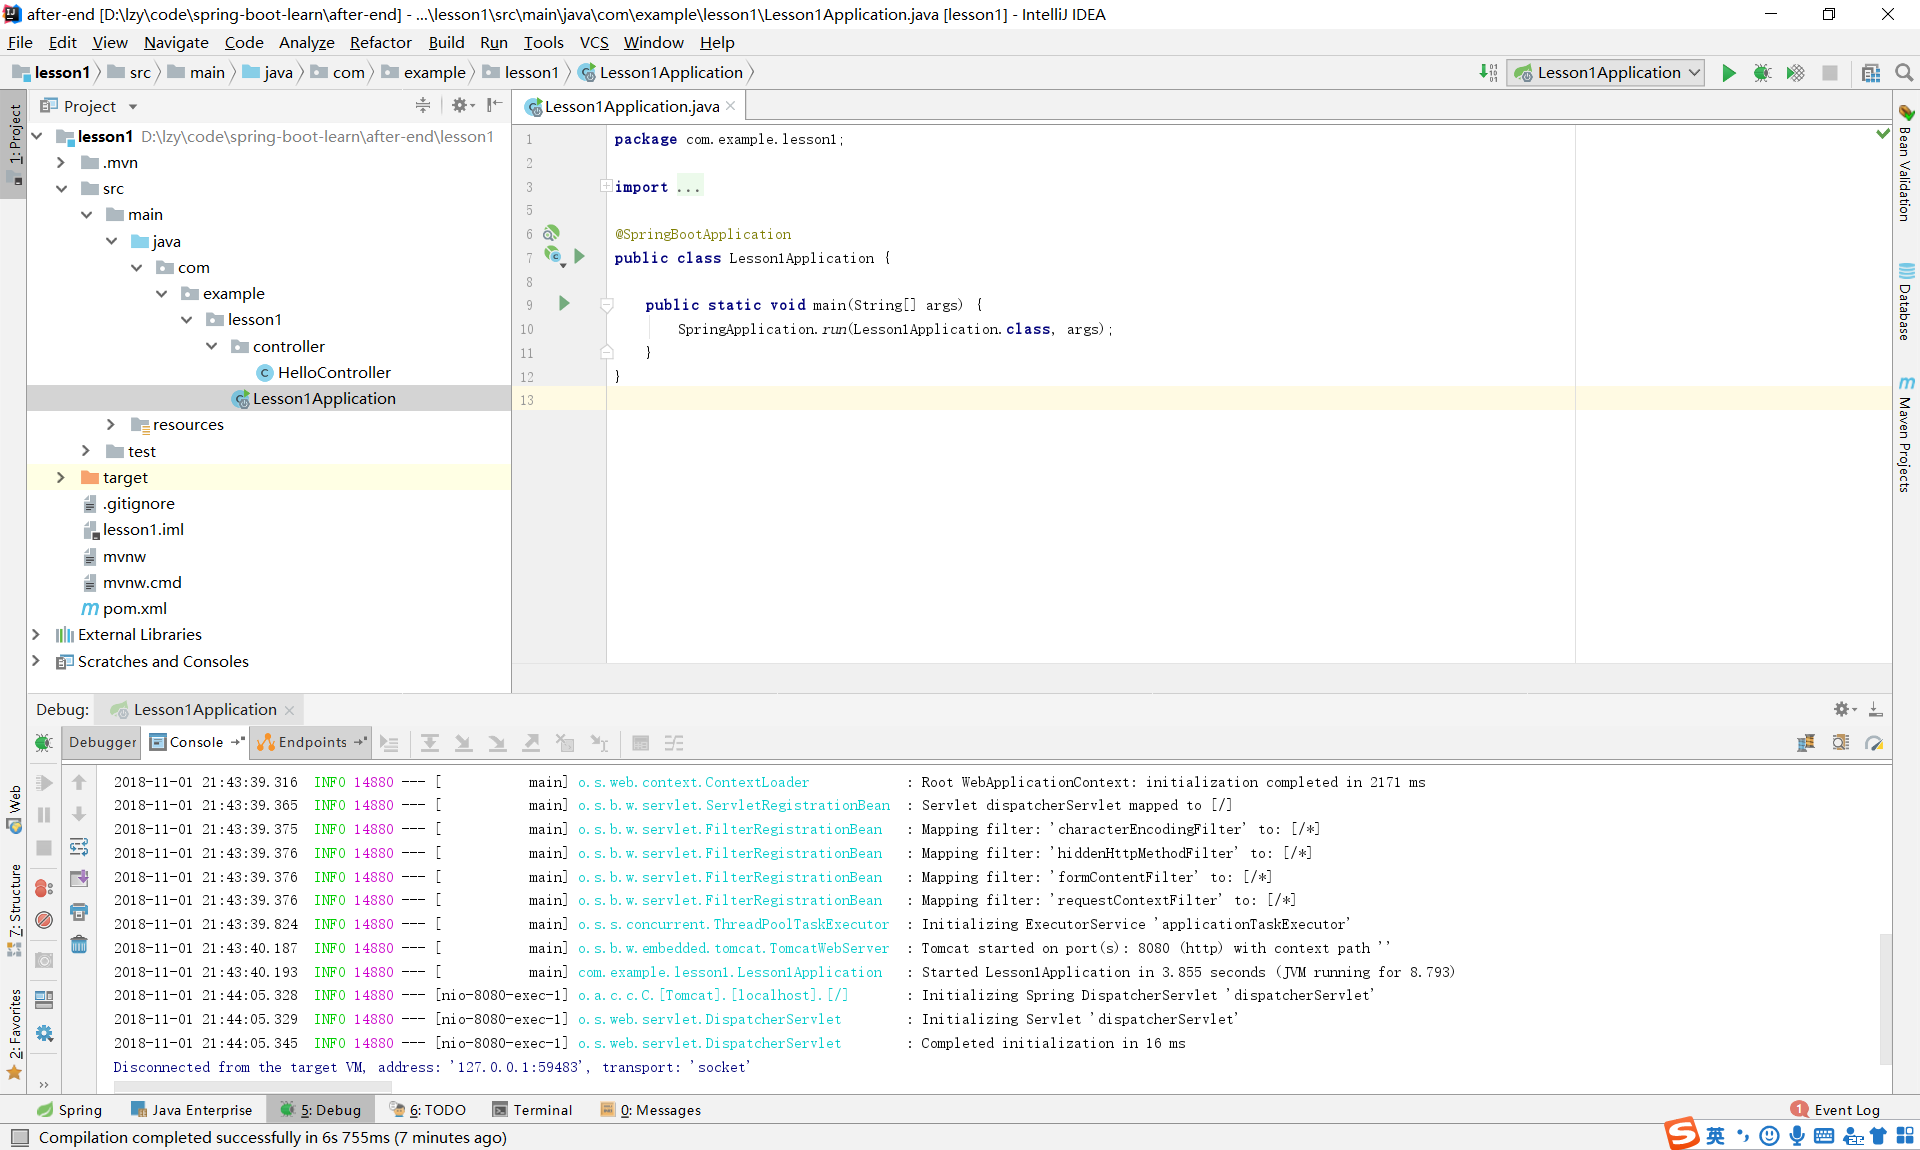 after-end [D:\lzy\code\spring-boot-learn\after-end] - ...\lesson1\src\main\java\com\example\lesson1\Lesson1Application.java [lesson1] - IntelliJ IDEA
File Edit View Navigate Code Analyze Refactor Build Run Tools VCS Window Help
lesson1 src main java com example lesson1 Lesson1Application
Lesson1Application
Project
Lesson1Application.java
1: Project
lesson1 D:\lzy\code\spring-boot-learn\after-end\lesson1
.mvn
src
main
java
com
example
lesson1
controller
HelloController
Lesson1Application
resources
test
target
.gitignore
lesson1.iml
mvnw
mvnw.cmd
pom.xml
External Libraries
Scratches and Consoles
1 package com.example.lesson1;
2
3 import ...
5
6 @SpringBootApplication
7 public class Lesson1Application {
8
9 public static void main(String[] args) {
10 SpringApplication.run(Lesson1Application.class, args);
11 }
12 }
13
Bean Validation
Database
Maven Projects
Debug: Lesson1Application
Debugger Console Endpoints
2018-11-01 21:43:39.316 INFO 14880 --- [ main] o.s.web.context.ContextLoader : Root WebApplicationContext: initialization completed in 2171 ms
2018-11-01 21:43:39.365 INFO 14880 --- [ main] o.s.b.w.servlet.ServletRegistrationBean : Servlet dispatcherServlet mapped to [/]
2018-11-01 21:43:39.375 INFO 14880 --- [ main] o.s.b.w.servlet.FilterRegistrationBean : Mapping filter: 'characterEncodingFilter' to: [/*]
2018-11-01 21:43:39.376 INFO 14880 --- [ main] o.s.b.w.servlet.FilterRegistrationBean : Mapping filter: 'hiddenHttpMethodFilter' to: [/*]
2018-11-01 21:43:39.376 INFO 14880 --- [ main] o.s.b.w.servlet.FilterRegistrationBean : Mapping filter: 'formContentFilter' to: [/*]
2018-11-01 21:43:39.376 INFO 14880 --- [ main] o.s.b.w.servlet.FilterRegistrationBean : Mapping filter: 'requestContextFilter' to: [/*]
2018-11-01 21:43:39.824 INFO 14880 --- [ main] o.s.s.concurrent.ThreadPoolTaskExecutor : Initializing ExecutorService 'applicationTaskExecutor'
2018-11-01 21:43:40.187 INFO 14880 --- [ main] o.s.b.w.embedded.tomcat.TomcatWebServer : Tomcat started on port(s): 8080 (http) with context path ''
2018-11-01 21:43:40.193 INFO 14880 --- [ main] com.example.lesson1.Lesson1Application : Started Lesson1Application in 3.855 seconds (JVM running for 8.793)
2018-11-01 21:44:05.328 INFO 14880 --- [nio-8080-exec-1] o.a.c.c.C.[Tomcat].[localhost].[/] : Initializing Spring DispatcherServlet 'dispatcherServlet'
2018-11-01 21:44:05.329 INFO 14880 --- [nio-8080-exec-1] o.s.web.servlet.DispatcherServlet : Initializing Servlet 'dispatcherServlet'
2018-11-01 21:44:05.345 INFO 14880 --- [nio-8080-exec-1] o.s.web.servlet.DispatcherServlet : Completed initialization in 16 ms
Disconnected from the target VM, address: '127.0.0.1:59483', transport: 'socket'
Web
7: Structure
2: Favorites
Spring Java Enterprise 5: Debug 6: TODO Terminal 0: Messages 1 Event Log
Compilation completed successfully in 6s 755ms (7 minutes ago)
英